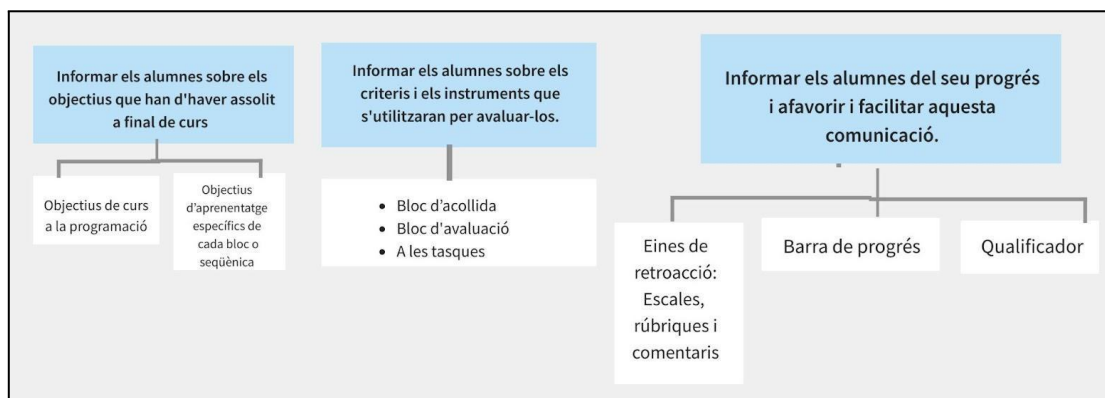 Informar els alumnes sobre els
objectius que han d'haver assolit
a final de curs
Objectius de curs
a la programació
Objectius
d'aprenentatge
específics de
cada bloc o
seqüènica
Informar els alumnes sobre els
criteris i els instruments que
s'utilitzaran per avaluar-los.
• Bloc d'acollida
• Bloc d'avaluació
• A les tasques
Informar els alumnes del seu progrés
i afavorir i facilitar aquesta
comunicació.
Eines de
retroacció:
Escales,
rúbriques i
comentaris
Barra de progrés
Qualificador